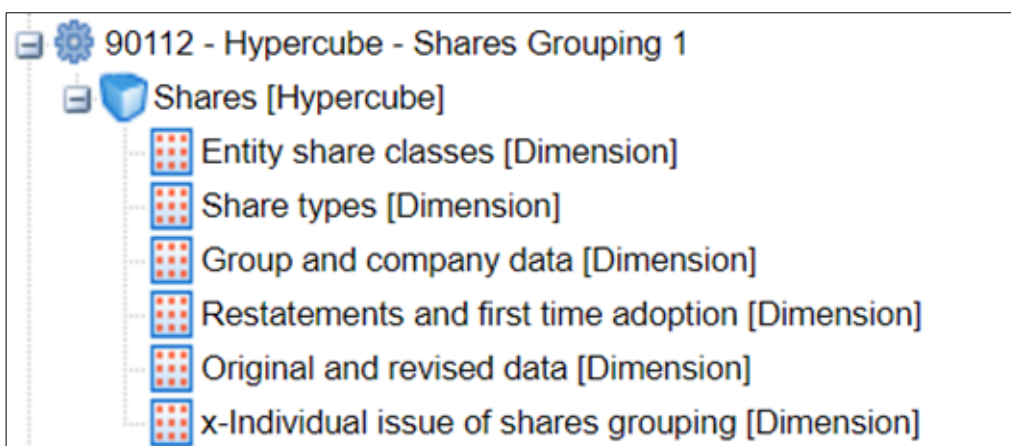 90112 - Hypercube - Shares Grouping 1
Shares [Hypercube]
Entity share classes [Dimension]
Share types [Dimension]
Group and company data [Dimension]
Restatements and first time adoption [Dimension]
Original and revised data [Dimension]
x-Individual issue of shares grouping [Dimension]